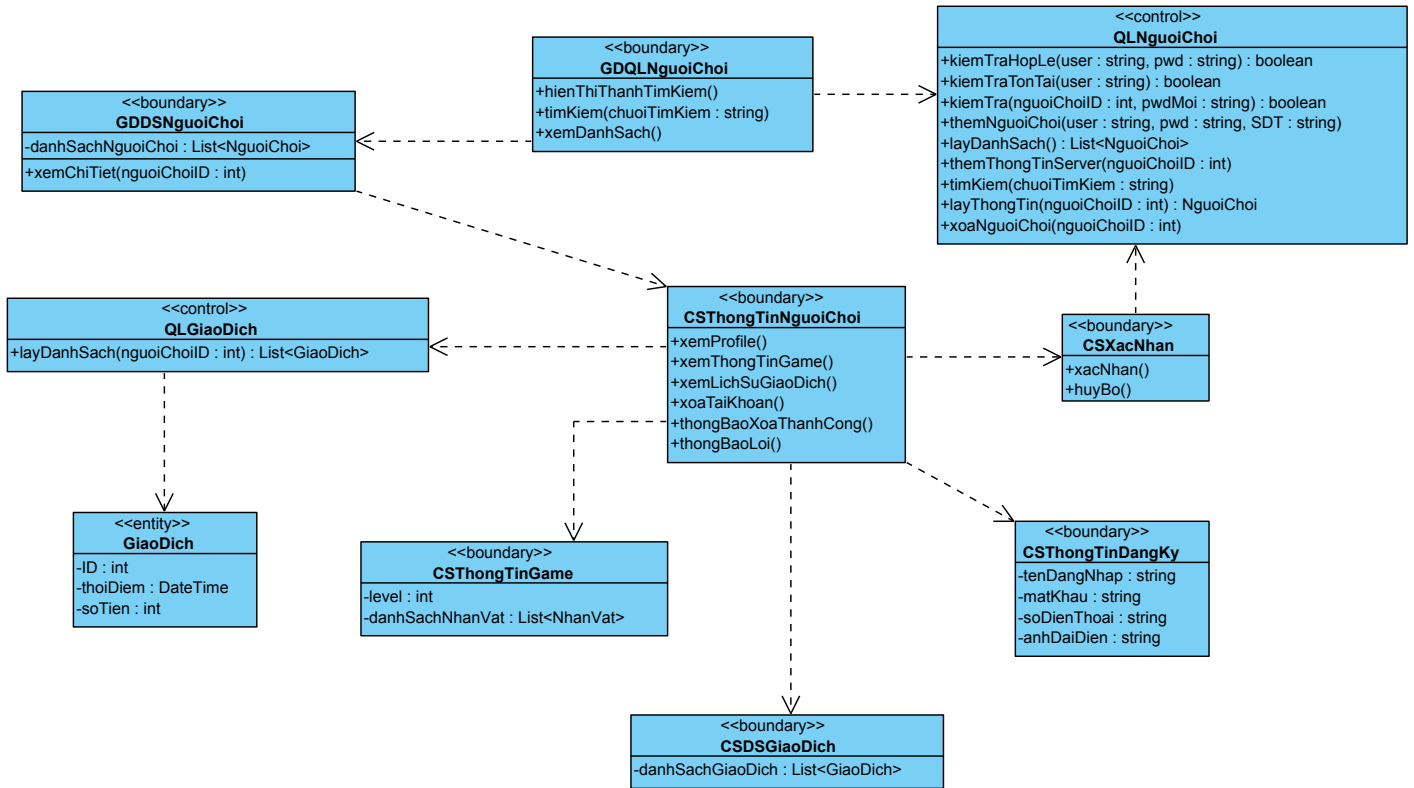 <<control>>
QLNguoiChoi
+kiemTraHopLe(user : string, pwd : string) : boolean
+kiemTraTonTai(user : string) : boolean
+kiemTra(nguoiChoiID : int, pwdMoi : string) : boolean
+themNguoiChoi(user : string, pwd : string, SDT : string)
+layDanhSach() : List<NguoiChoi>
+themThongTinServer(nguoiChoiID : int)
+timKiem(chuoiTimKiem : string)
+layThongTin(nguoiChoiID : int) : NguoiChoi
+xoaNguoiChoi(nguoiChoiID : int)
<<boundary>>
GDQLNguoiChoi
+hienThiThanhTimKiem()
+timKiem(chuoiTimKiem : string)
+xemDanhSach()
<<boundary>>
GDDSNguoiChoi
-danhSachNguoiChoi : List<NguoiChoi>
+xemChiTiet(nguoiChoiID : int)
<<control>>
QLGiaoDich
+layDanhSach(nguoiChoiID : int) : List<GiaoDich>
<<boundary>>
CSThongTinNguoiChoi
+xemProfile()
+xemThongTinGame()
+xemLichSuGiaoDich()
+xoaTaiKhoan()
+thongBaoXoaThanhCong()
+thongBaoLoi()
<<boundary>>
CSXacNhan
+xacNhan()
+huyBo()
<<entity>>
GiaoDich
-ID : int
-thoiDiem : DateTime
-soTien : int
<<boundary>>
CSThongTinGame
-level : int
-danhSachNhanVat : List<NhanVat>
<<boundary>>
CSThongTinDangKy
-tenDangNhap : string
-matKhau : string
-soDienThoai : string
-anhDaiDien : string
<<boundary>>
CSDSGiaoDich
-danhSachGiaoDich : List<GiaoDich>